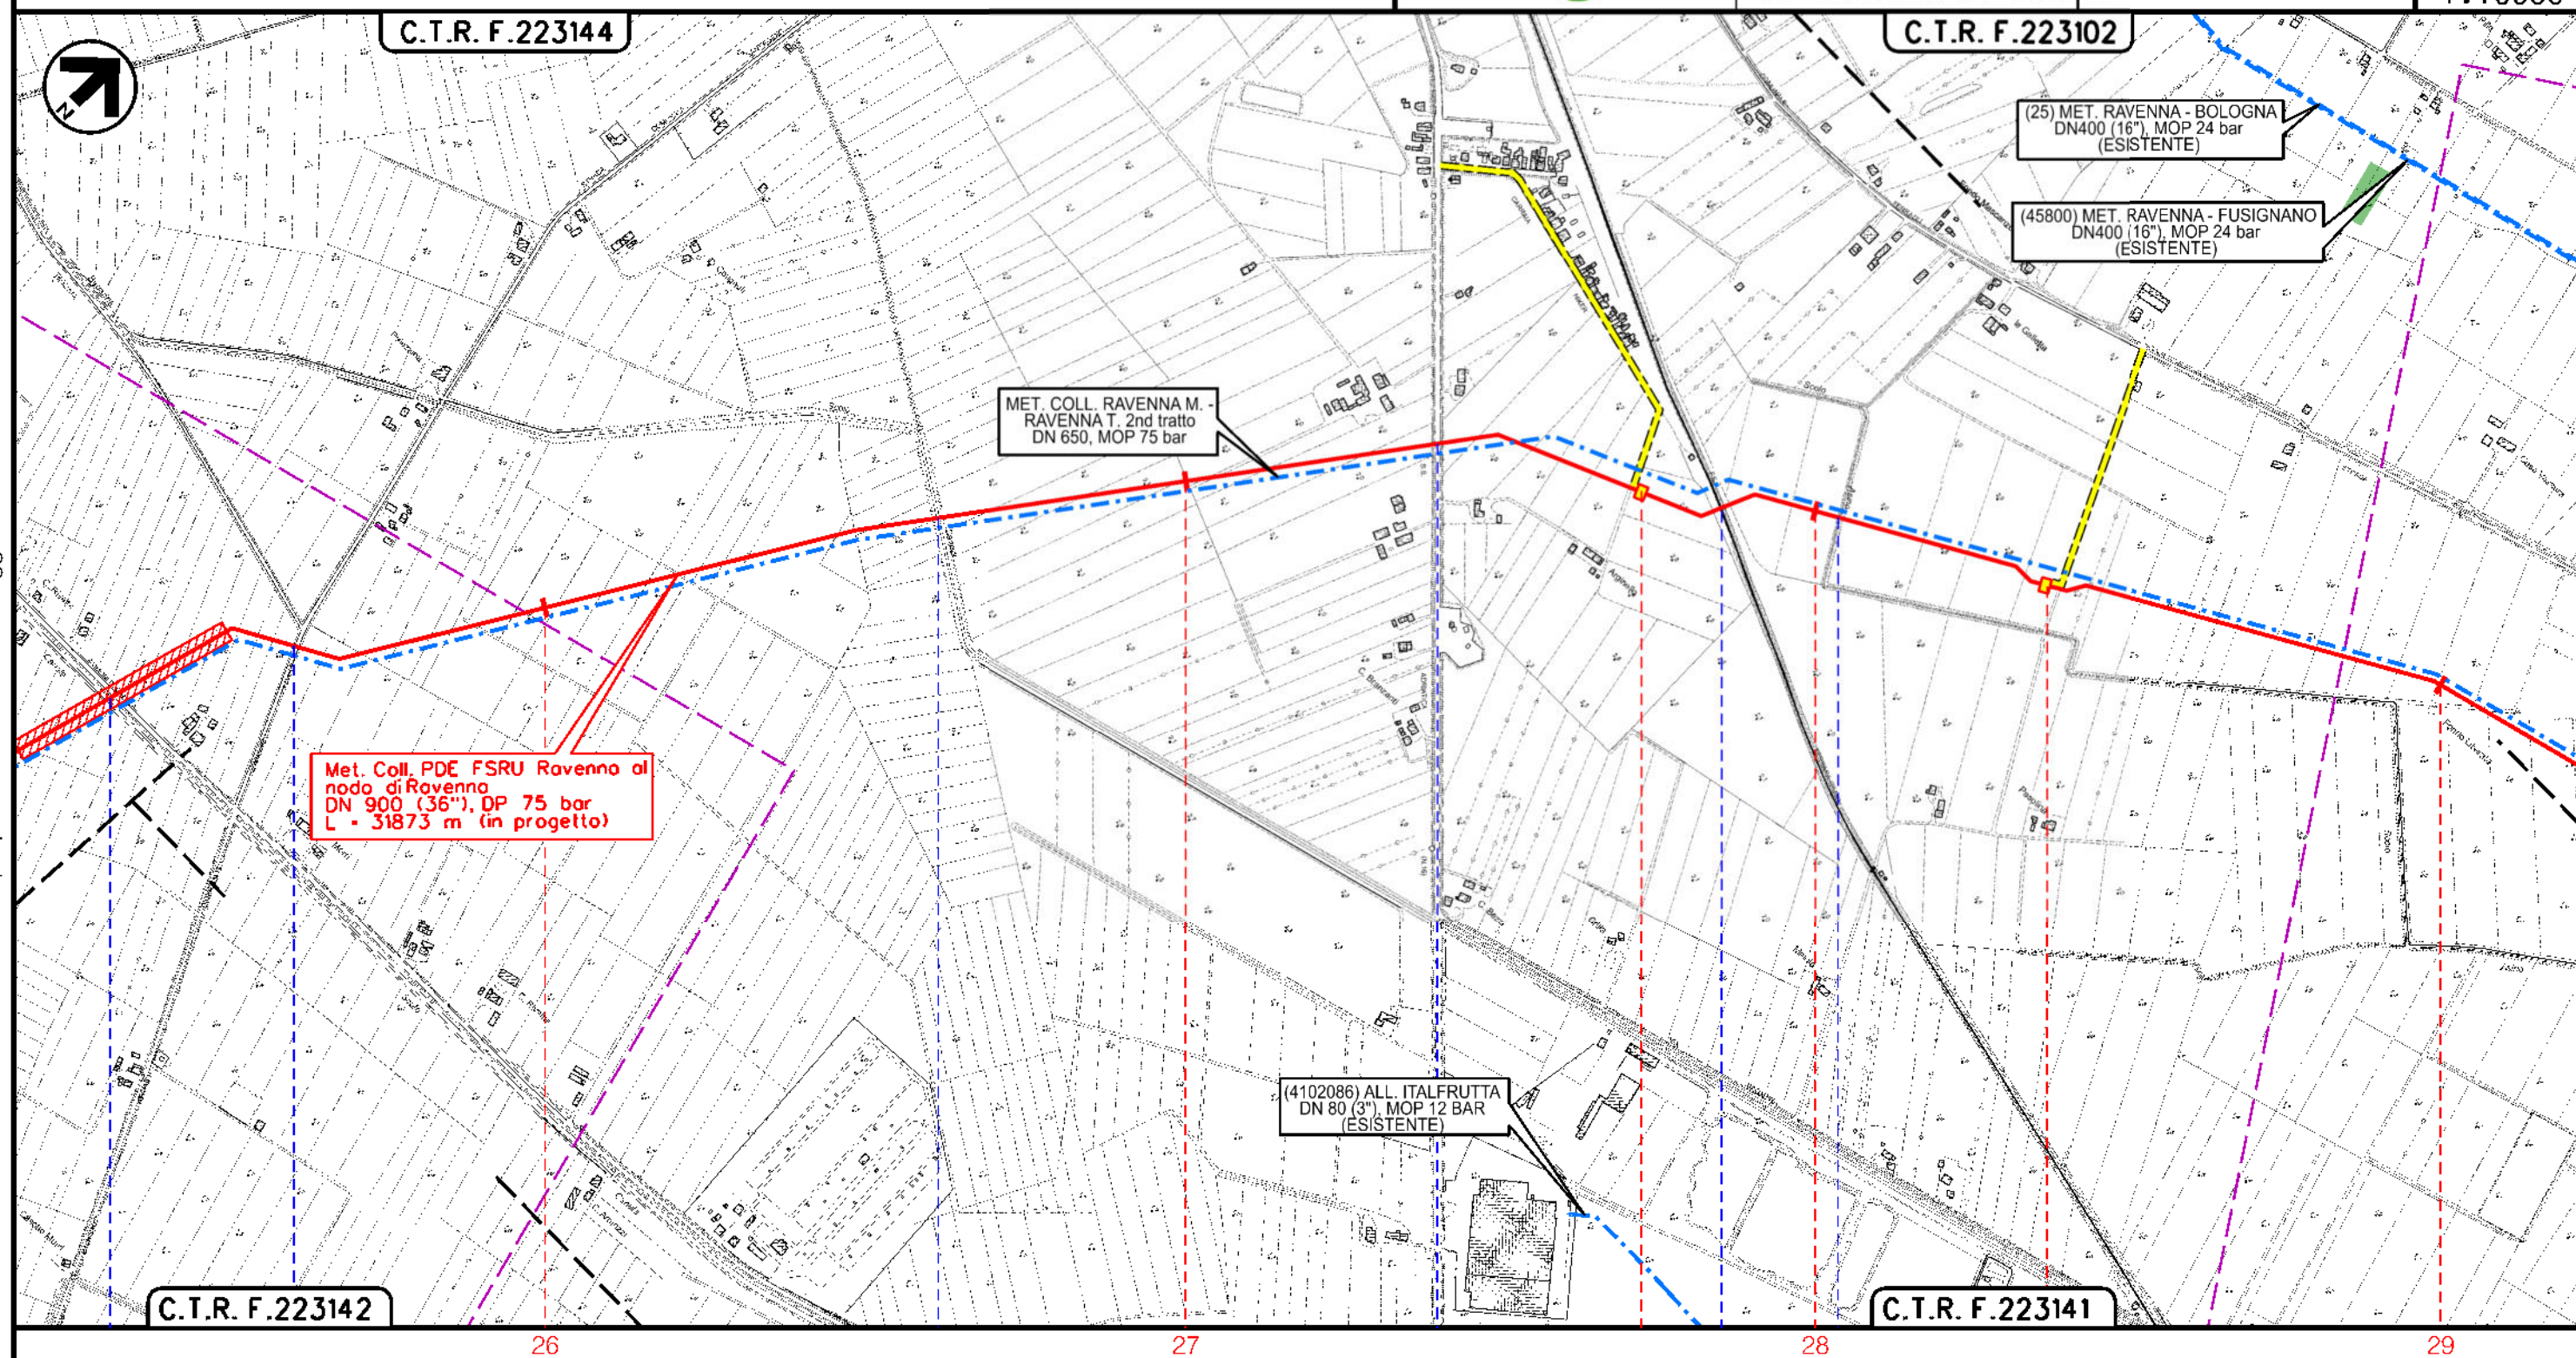 C.T.R. F.223144
C.T.R. F.223102
N
(25) MET. RAVENNA - BOLOGNA
DN400 (16"), MOP 24 bar
(ESISTENTE)
(45800) MET. RAVENNA - FUSIGNANO
DN400 (16"), MOP 24 bar
(ESISTENTE)
MET. COLL. RAVENNA M. -
RAVENNA T. 2nd tratto
DN 650, MOP 75 bar
Met. Coll. PDE FSRU Ravenna al
nodo di Ravenna
DN 900 (36"), DP 75 bar
L = 31873 m (in progetto)
(4102086) ALL. ITALFRUTTA
DN 80 (3"), MOP 12 BAR
(ESISTENTE)
C.T.R. F.223142
C.T.R. F.223141
26
27
28
29